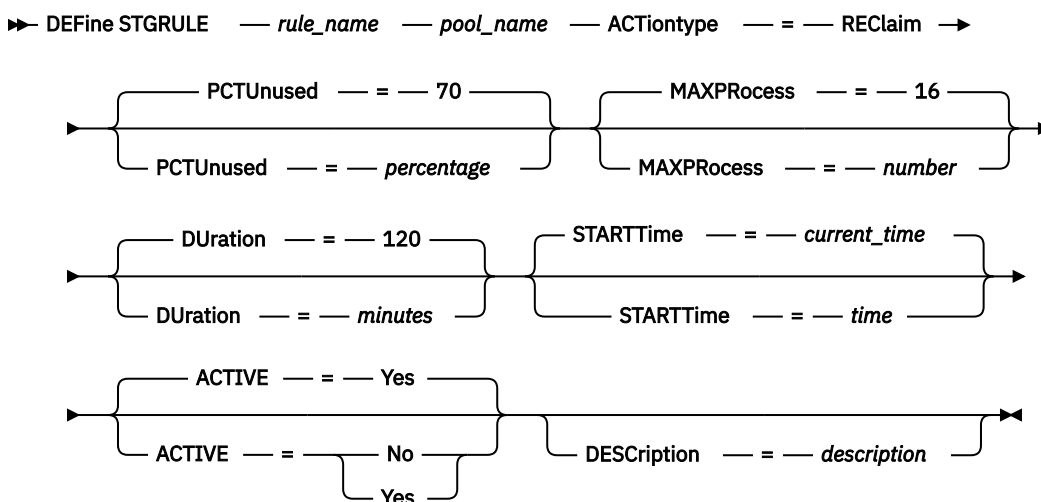 DEFine STGRULE rule_name pool_name ACTiontype = REClaim
PCTUnused = 70 MAXPRocess = 16
PCTUnused = percentage MAXPRocess = number
DUration = 120 STARTTime = current_time
DUration = minutes STARTTime = time
ACTIVE = Yes
ACTIVE = No DESCription = description
Yes